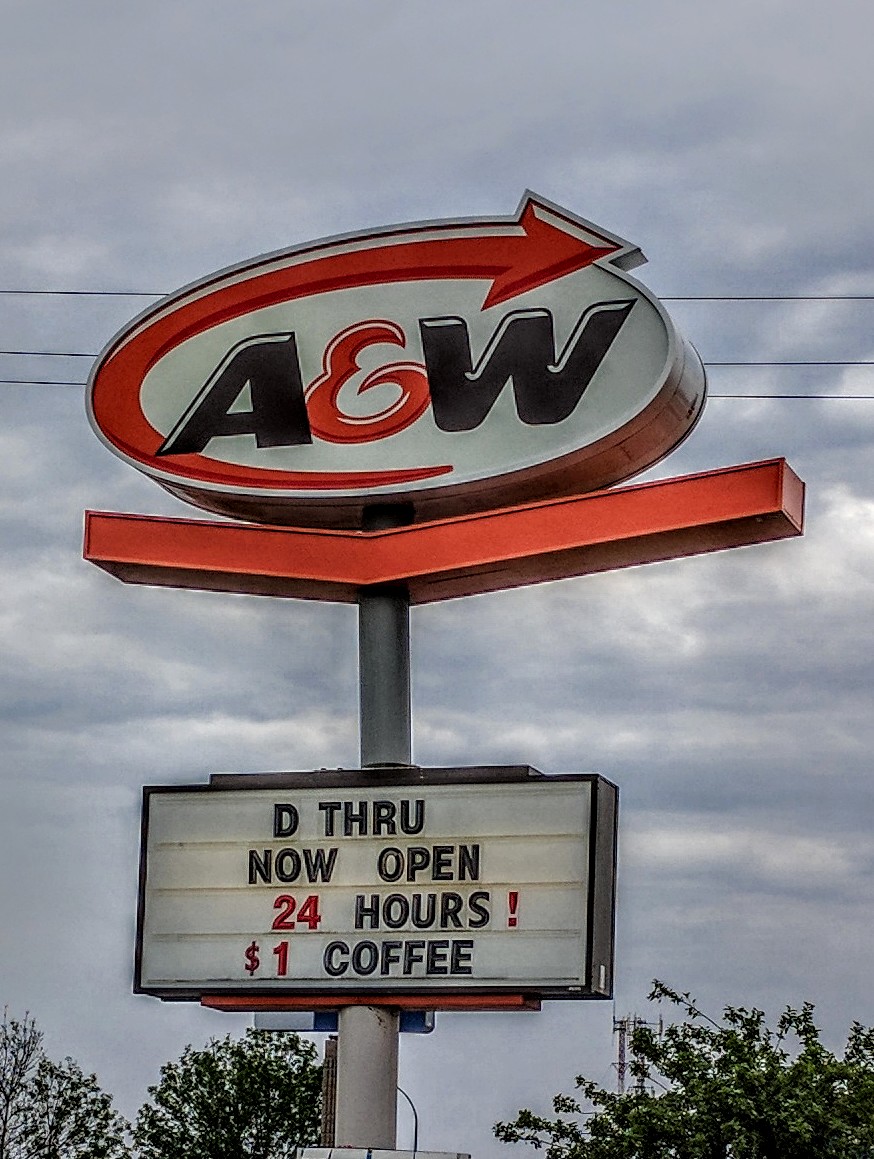 A&W
D THRU
NOW OPEN
24 HOURS!
$1 COFFEE